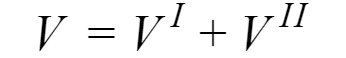 V = V^I + V^{II}